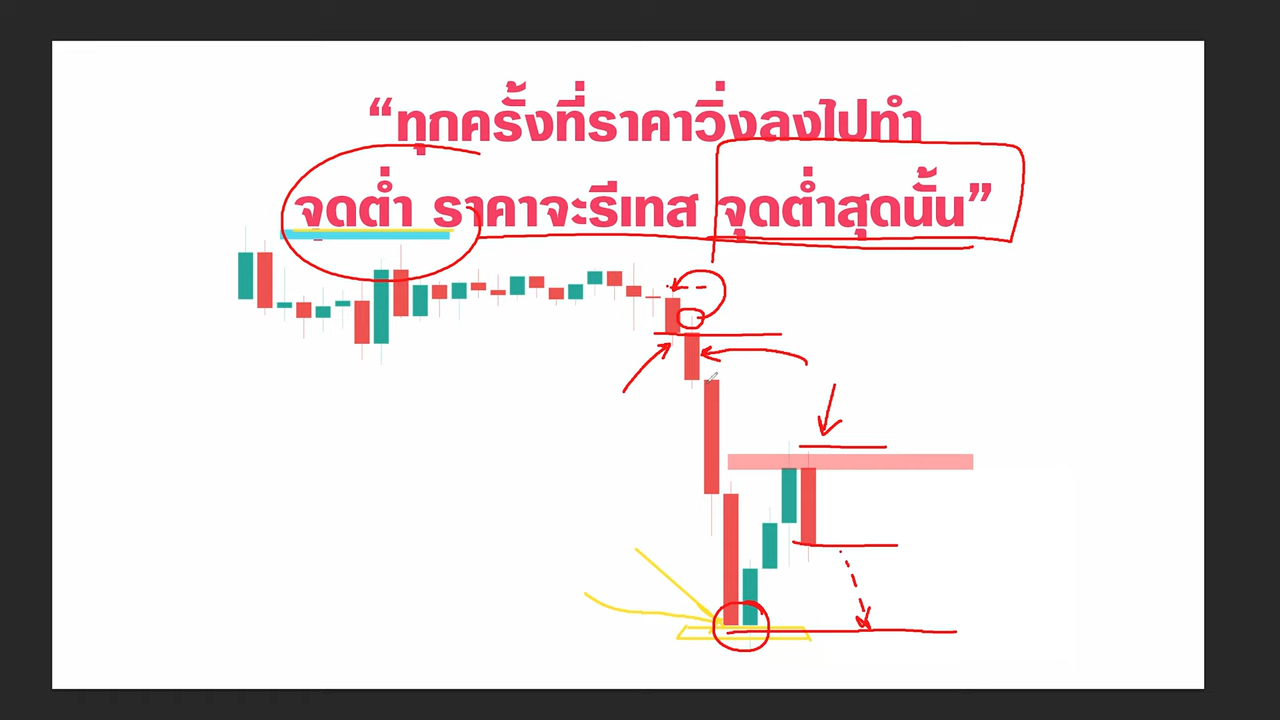 “ทุกครั้งที่ราคาวิ่งลงไปทำ
จุดต่ำ ราคาจะรีเทส จุดต่ำสุดนั้น”